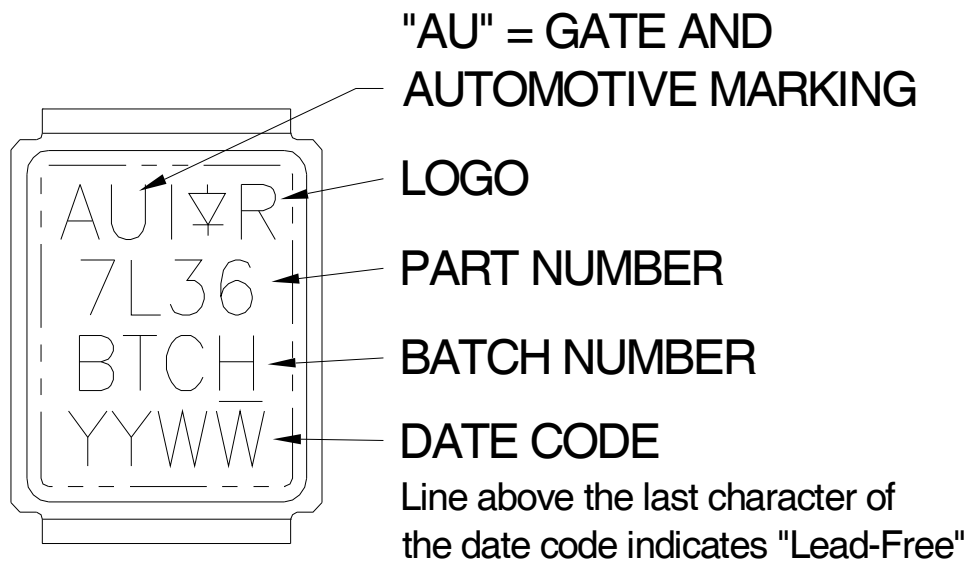 "AU" = GATE AND
AUTOMOTIVE MARKING
AUI R
LOGO
7L36
PART NUMBER
BTCH
BATCH NUMBER
YYWW
DATE CODE
Line above the last character of
the date code indicates "Lead-Free"